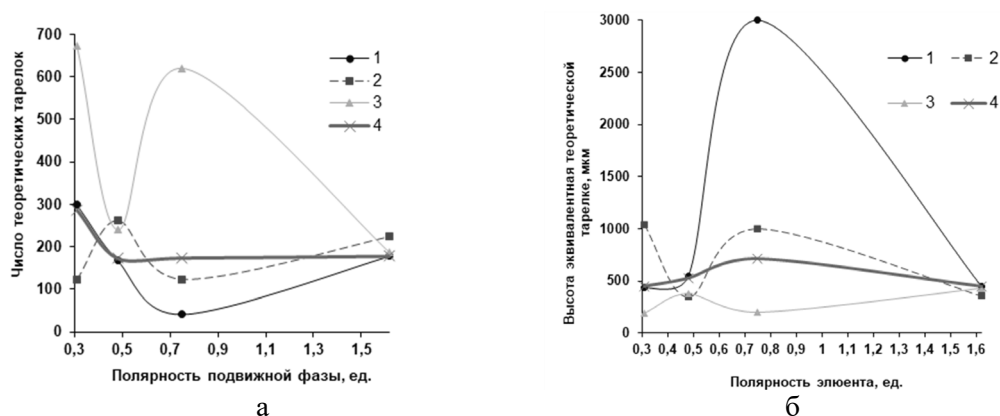 Число теоретических тарелок
700
600
500
400
300
200
100
0
0,3 0,5 0,7 0,9 1,1 1,3 1,5
Полярность подвижной фазы, ед.
1
2
3
4
а
Высота эквивалентная теоретической
тарелке, мкм
3000
2500
2000
1500
1000
500
0
0,3 0,4 0,5 0,6 0,7 0,8 0,9 1 1,1 1,2 1,3 1,4 1,5 1,6
Полярность элюента, ед.
1 2
3 4
б